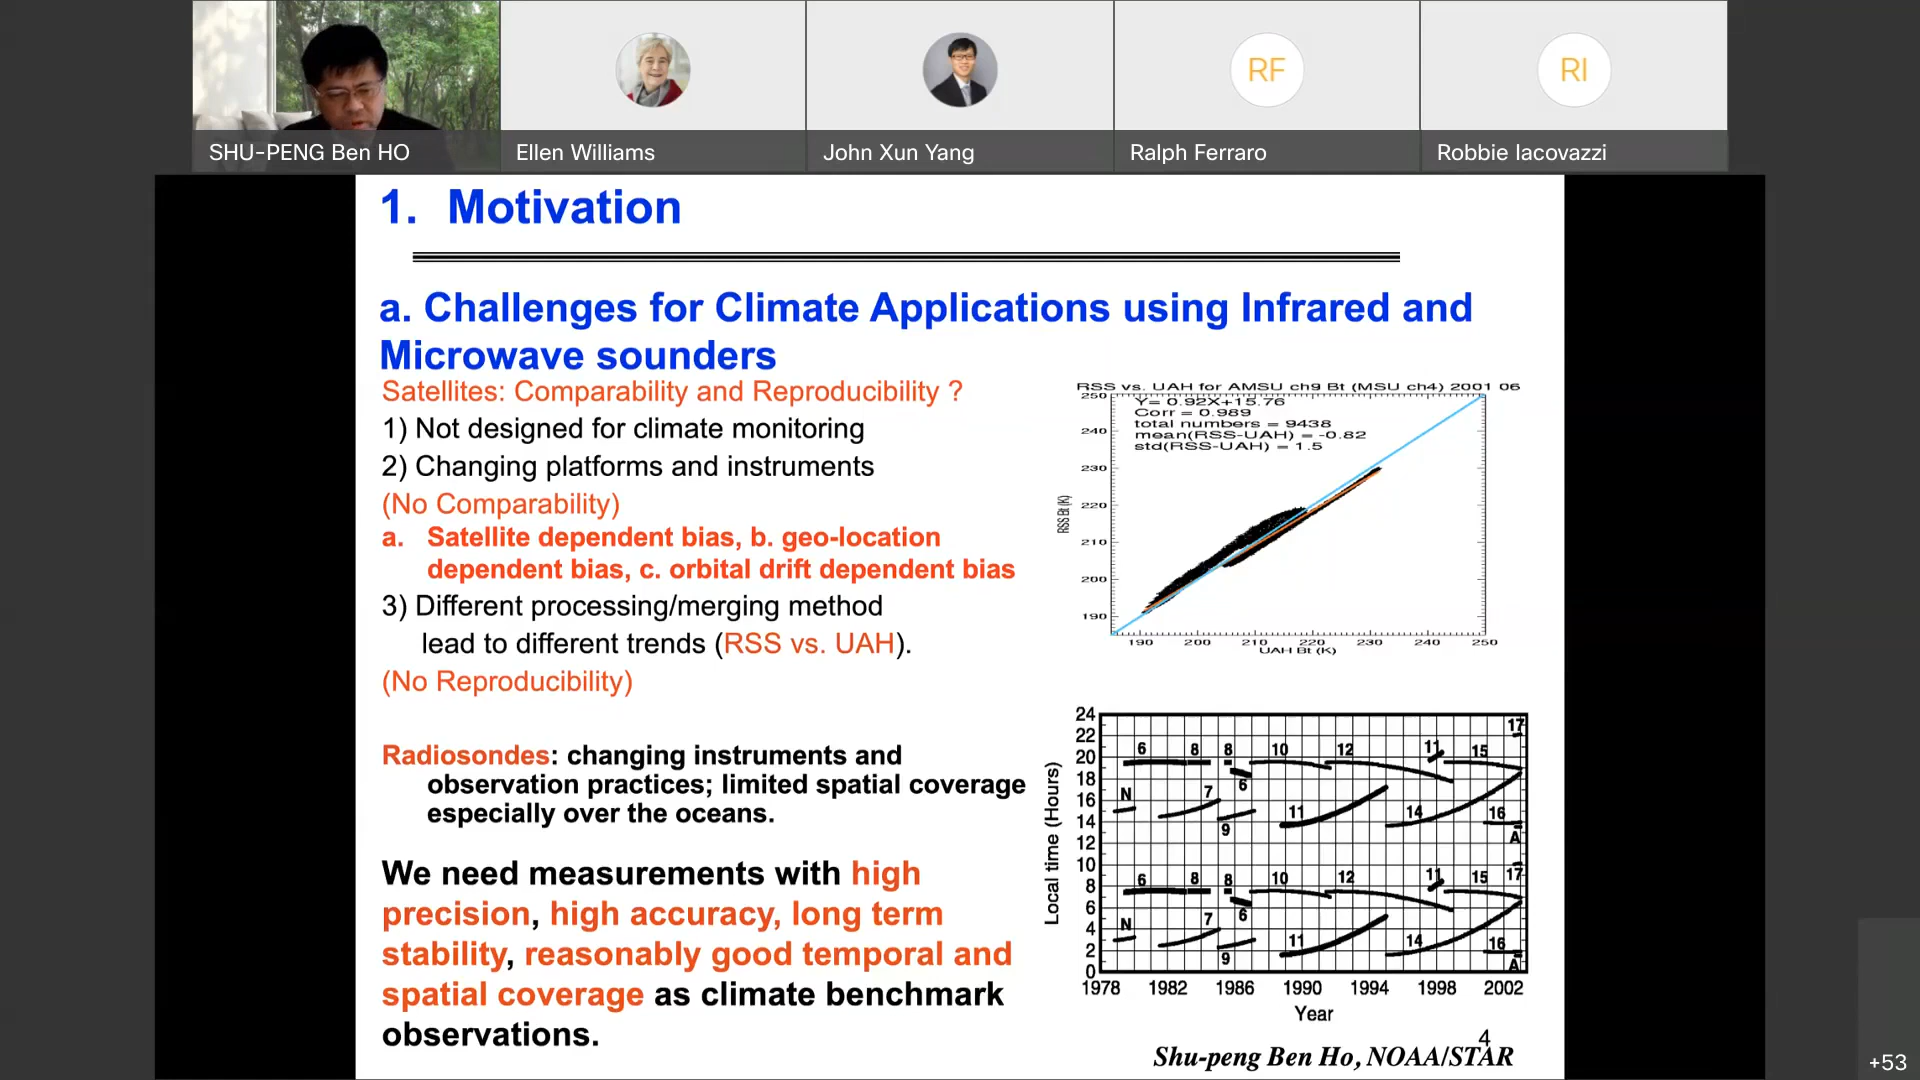 RF
RI
SHU-PENG Ben HO
Ellen Williams
John Xun Yang
Ralph Ferraro
Robbie Iacovazzi
1. Motivation
a. Challenges for Climate Applications using Infrared and
Microwave sounders
Satellites: Comparability and Reproducibility ?
1) Not designed for climate monitoring
2) Changing platforms and instruments
(No Comparability)
a. Satellite dependent bias, b. geo-location
dependent bias, c. orbital drift dependent bias
3) Different processing/merging method
lead to different trends (RSS vs. UAH).
(No Reproducibility)
Radiosondes: changing instruments and
observation practices; limited spatial coverage
especially over the oceans.
We need measurements with high
precision, high accuracy, long term
stability, reasonably good temporal and
spatial coverage as climate benchmark
observations.
RSS vs. UAH for AMSU ch9 Bt (MSU ch4) 2001 06
Y= 0.92X+15.76
Corr = 0.989
total numbers = 9438
mean(RSS-UAH) = -0.82
std(RSS-UAH) = 1.5
250
240
230
220
210
200
190
RSS Bt (K)
190 200 210 220 230 240 250
UAH Bt (K)
24
22
20
18
16
14
12
10
8
6
4
2
0
Local time (Hours)
17
6 8 8 10 12 11 15
6
N 7 11 14 16
9 A
6 8 8 10 12 11 15 17
6
N 7 11 14 16
9 A
1978 1982 1986 1990 1994 1998 2002
Year
4
Shu-peng Ben Ho, NOAA/STAR
+53